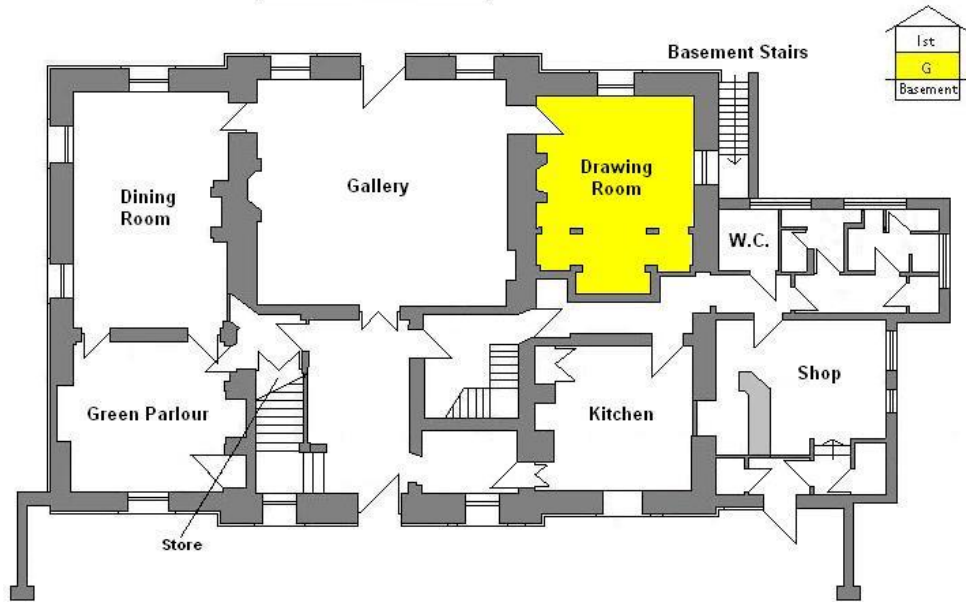 Basement Stairs
1st
G
Basement
Dining
Room
Gallery
Drawing
Room
W.C.
Green Parlour
Kitchen
Shop
Store